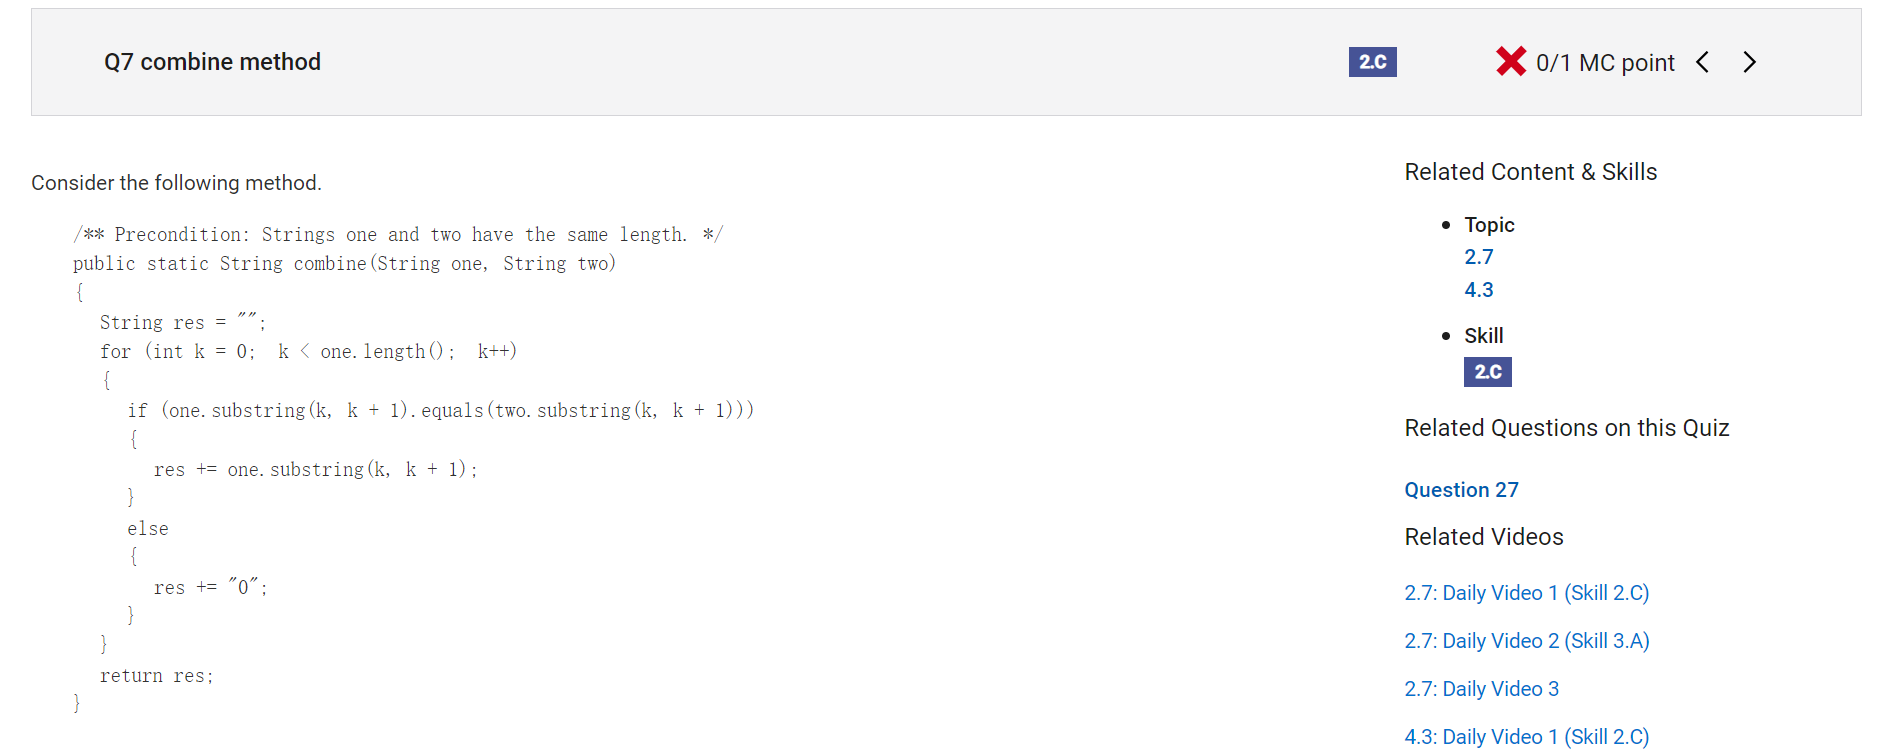 Q7 combine method
2.C
0/1 MC point
Consider the following method.
/** Precondition: Strings one and two have the same length. */
public static String combine(String one, String two)
{
String res = "";
for (int k = 0; k < one.length(); k++)
{
if (one.substring(k, k + 1).equals(two.substring(k, k + 1)))
{
res += one.substring(k, k + 1);
}
else
{
res += "0";
}
}
return res;
}
Related Content & Skills
• Topic
2.7
4.3
• Skill
2.C
Related Questions on this Quiz
Question 27
Related Videos
2.7: Daily Video 1 (Skill 2.C)
2.7: Daily Video 2 (Skill 3.A)
2.7: Daily Video 3
4.3: Daily Video 1 (Skill 2.C)